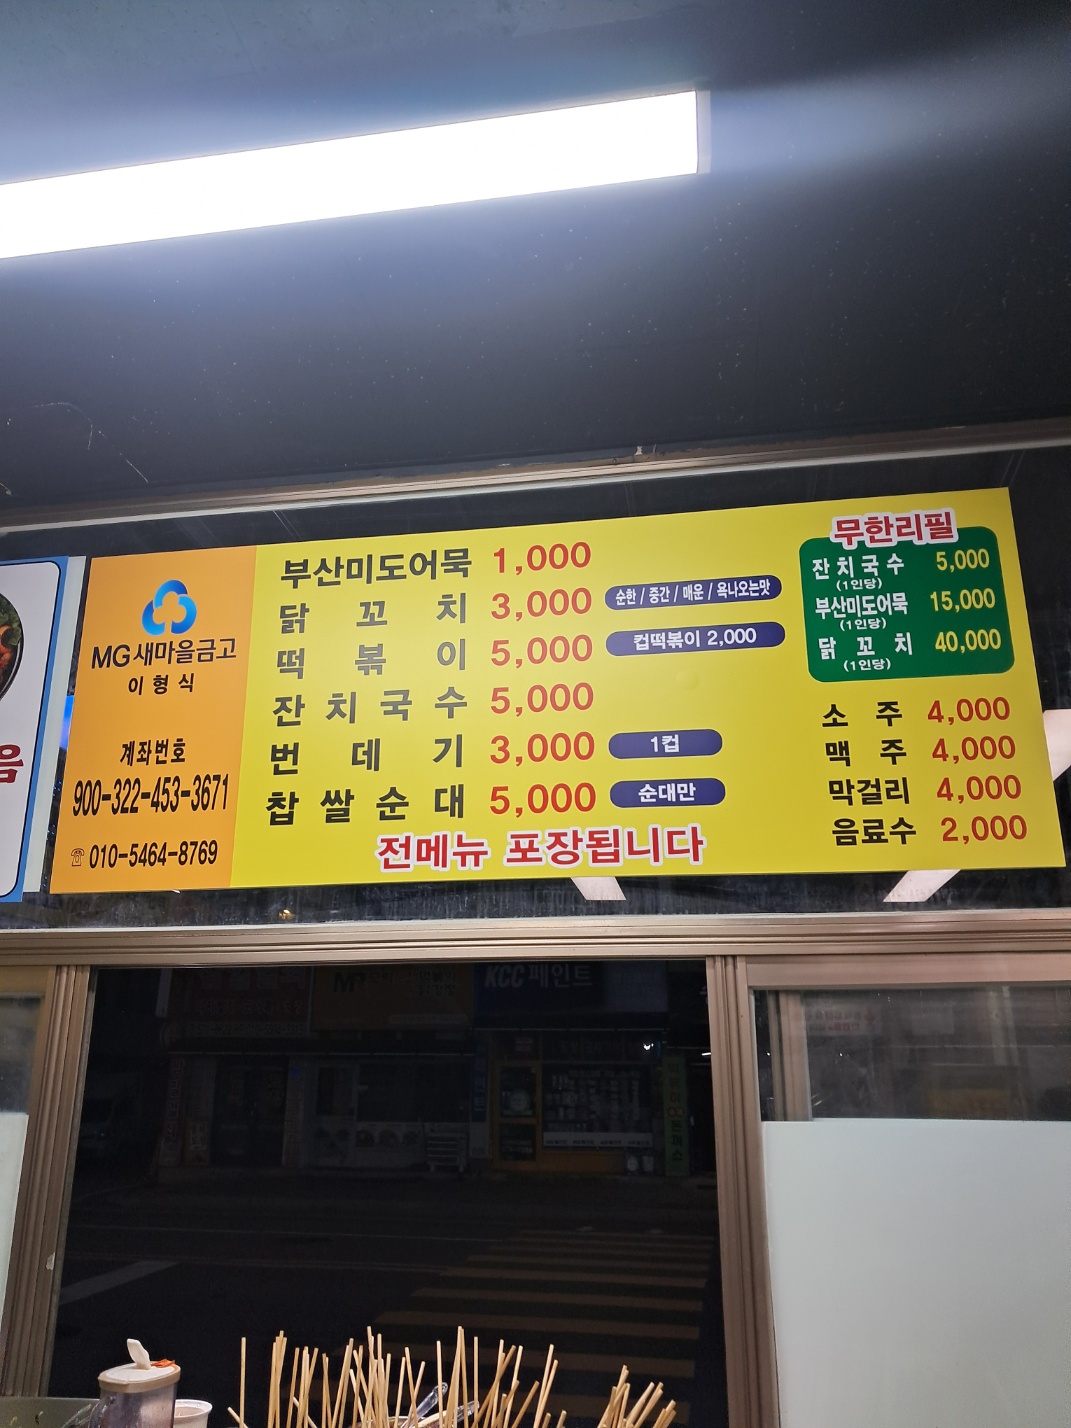 MG새마을금고
이형식
계좌번호
900-322-453-3671
☏ 010-5464-8769
부산미도어묵 1,000
닭꼬치 3,000 순한 / 중간 / 매운 / 욕나오는맛
떡볶이 5,000 컵떡볶이 2,000
잔치국수 5,000
번데기 3,000 1컵
찹쌀순대 5,000 순대만
전메뉴 포장됩니다
무한리필
잔치국수 5,000
(1인당)
부산미도어묵 15,000
(1인당)
닭꼬치 40,000
(1인당)
소주 4,000
맥주 4,000
막걸리 4,000
음료수 2,000
음
KCC페인트